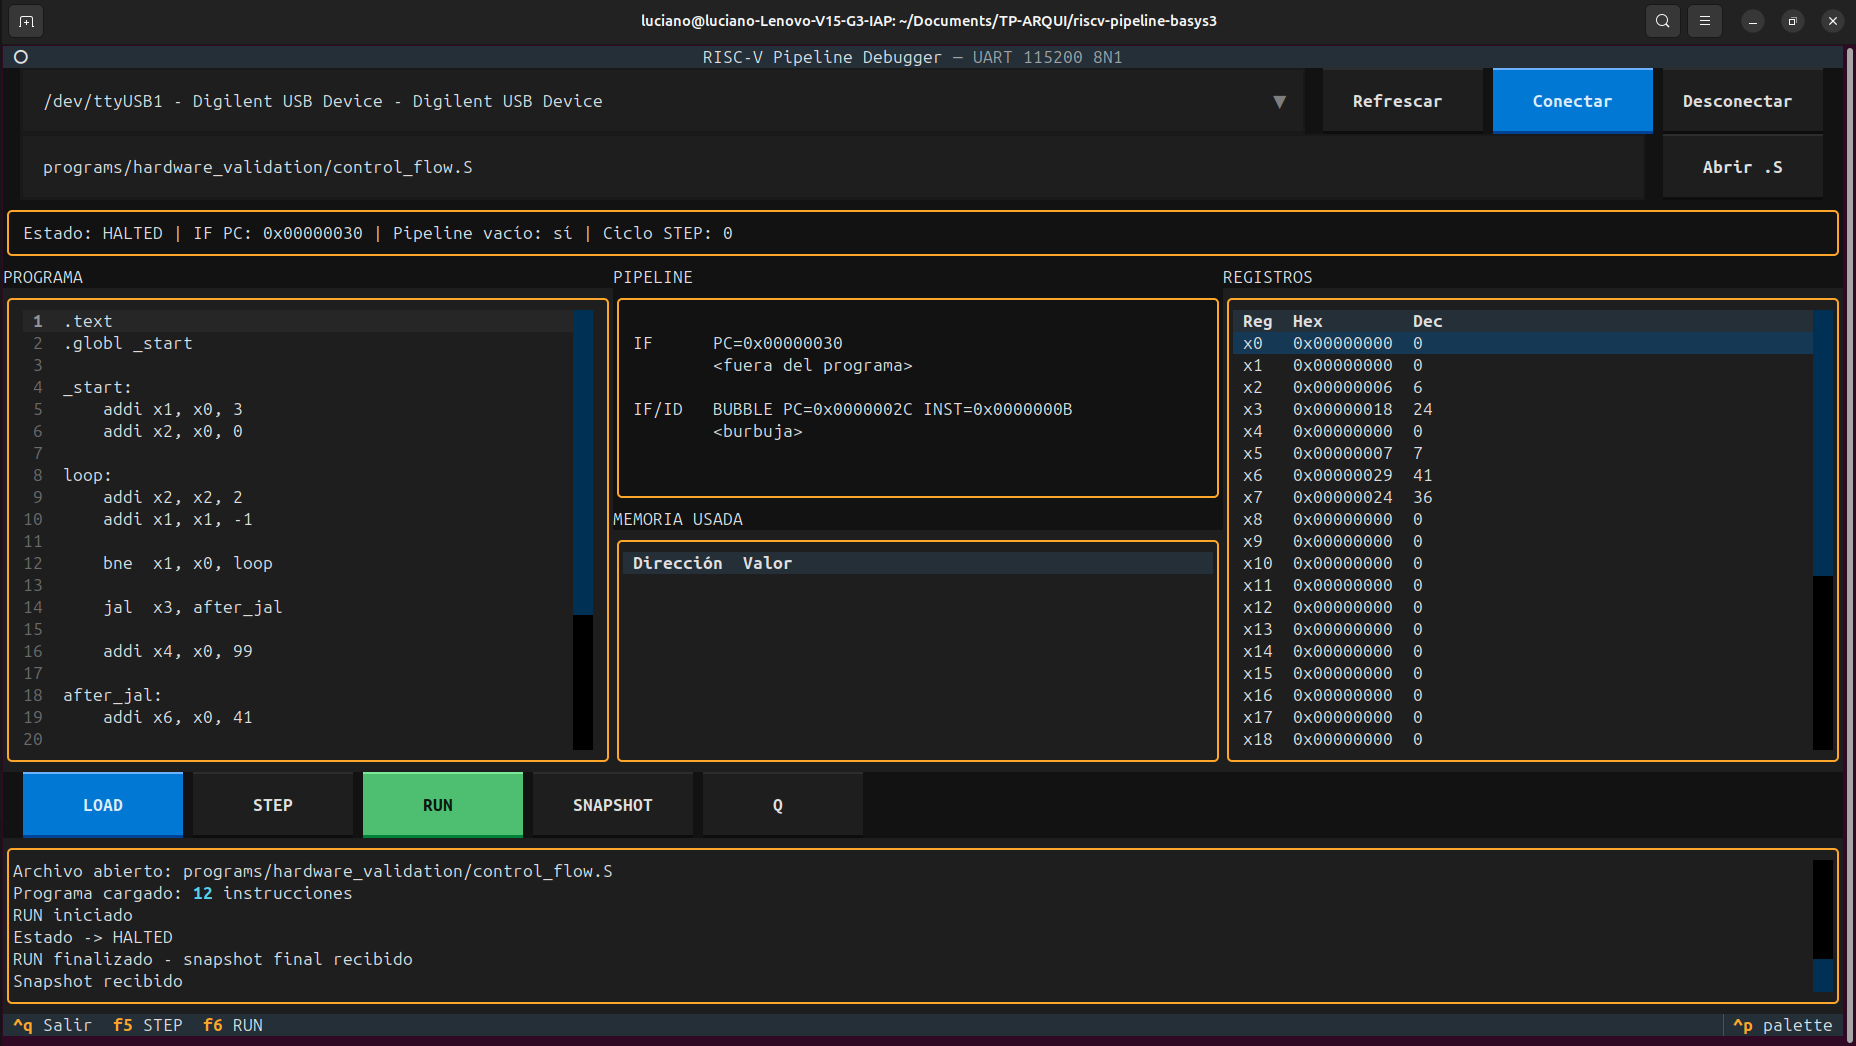 luciano@luciano-Lenovo-V15-G3-IAP: ~/Documents/TP-ARQUI/riscv-pipeline-basys3
RISC-V Pipeline Debugger — UART 115200 8N1
/dev/ttyUSB1 - Digilent USB Device - Digilent USB Device ▼ Refrescar Conectar Desconectar
programs/hardware_validation/control_flow.S Abrir .S
Estado: HALTED | IF PC: 0x00000030 | Pipeline vacío: sí | Ciclo STEP: 0
PROGRAMA
1 .text
2 .globl _start
3
4 _start:
5 addi x1, x0, 3
6 addi x2, x0, 0
7
8 loop:
9 addi x2, x2, 2
10 addi x1, x1, -1
11
12 bne x1, x0, loop
13
14 jal x3, after_jal
15
16 addi x4, x0, 99
17
18 after_jal:
19 addi x6, x0, 41
20
PIPELINE
IF PC=0x00000030
<fuera del programa>
IF/ID BUBBLE PC=0x0000002C INST=0x0000000B
<burbuja>
MEMORIA USADA
Dirección Valor
REGISTROS
Reg Hex Dec
x0 0x00000000 0
x1 0x00000000 0
x2 0x00000006 6
x3 0x00000018 24
x4 0x00000000 0
x5 0x00000007 7
x6 0x00000029 41
x7 0x00000024 36
x8 0x00000000 0
x9 0x00000000 0
x10 0x00000000 0
x11 0x00000000 0
x12 0x00000000 0
x13 0x00000000 0
x14 0x00000000 0
x15 0x00000000 0
x16 0x00000000 0
x17 0x00000000 0
x18 0x00000000 0
LOAD STEP RUN SNAPSHOT Q
Archivo abierto: programs/hardware_validation/control_flow.S
Programa cargado: 12 instrucciones
RUN iniciado
Estado -> HALTED
RUN finalizado - snapshot final recibido
Snapshot recibido
^q Salir f5 STEP f6 RUN ^p palette